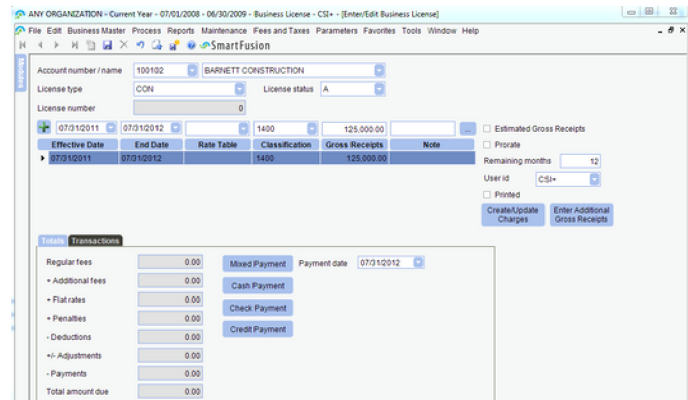 ANY ORGANIZATION - Current Year - 07/01/2008 - 06/30/2009 - Business License - CSI+ - [Enter/Edit Business License]
File Edit Business Master Process Reports Maintenance Fees and Taxes Parameters Favorites Tools Window Help
SmartFusion
Modules
Account number / name 100102 BARNETT CONSTRUCTION
License type CON License status A
License number 0
07/31/2011 07/31/2012 1400 125,000.00 ... Estimated Gross Receipts
Effective Date End Date Rate Table Classification Gross Receipts Note Prorate
07/31/2011 07/31/2012 1400 125,000.00 Remaining months 12
User id CSI+
Printed
Create/Update Charges Enter Additional Gross Receipts
Totals Transactions
Regular fees 0.00 Mixed Payment Payment date 07/31/2012
+ Additional fees 0.00 Cash Payment
+ Flat rates 0.00 Check Payment
+ Penalties 0.00 Credit Payment
- Deductions 0.00
+/- Adjustments 0.00
- Payments 0.00
Total amount due 0.00